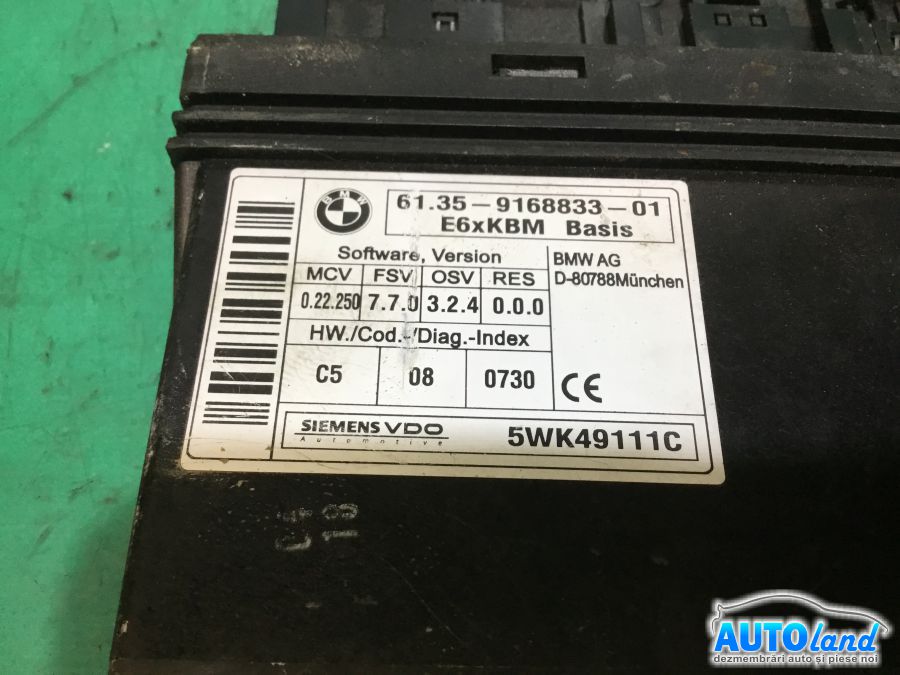 BMW
61.35-9168833-01
E6xKBM Basis
Software, Version
MCV FSV OSV RES
0.22.250 7.7.0 3.2.4 0.0.0
HW./Cod.-/Diag.-Index
C5 08 0730
BMW AG
D-80788München
CE
SIEMENS VDO
Automotive
5WK49111C
18
AUTOland
dezmembrări auto și piese noi